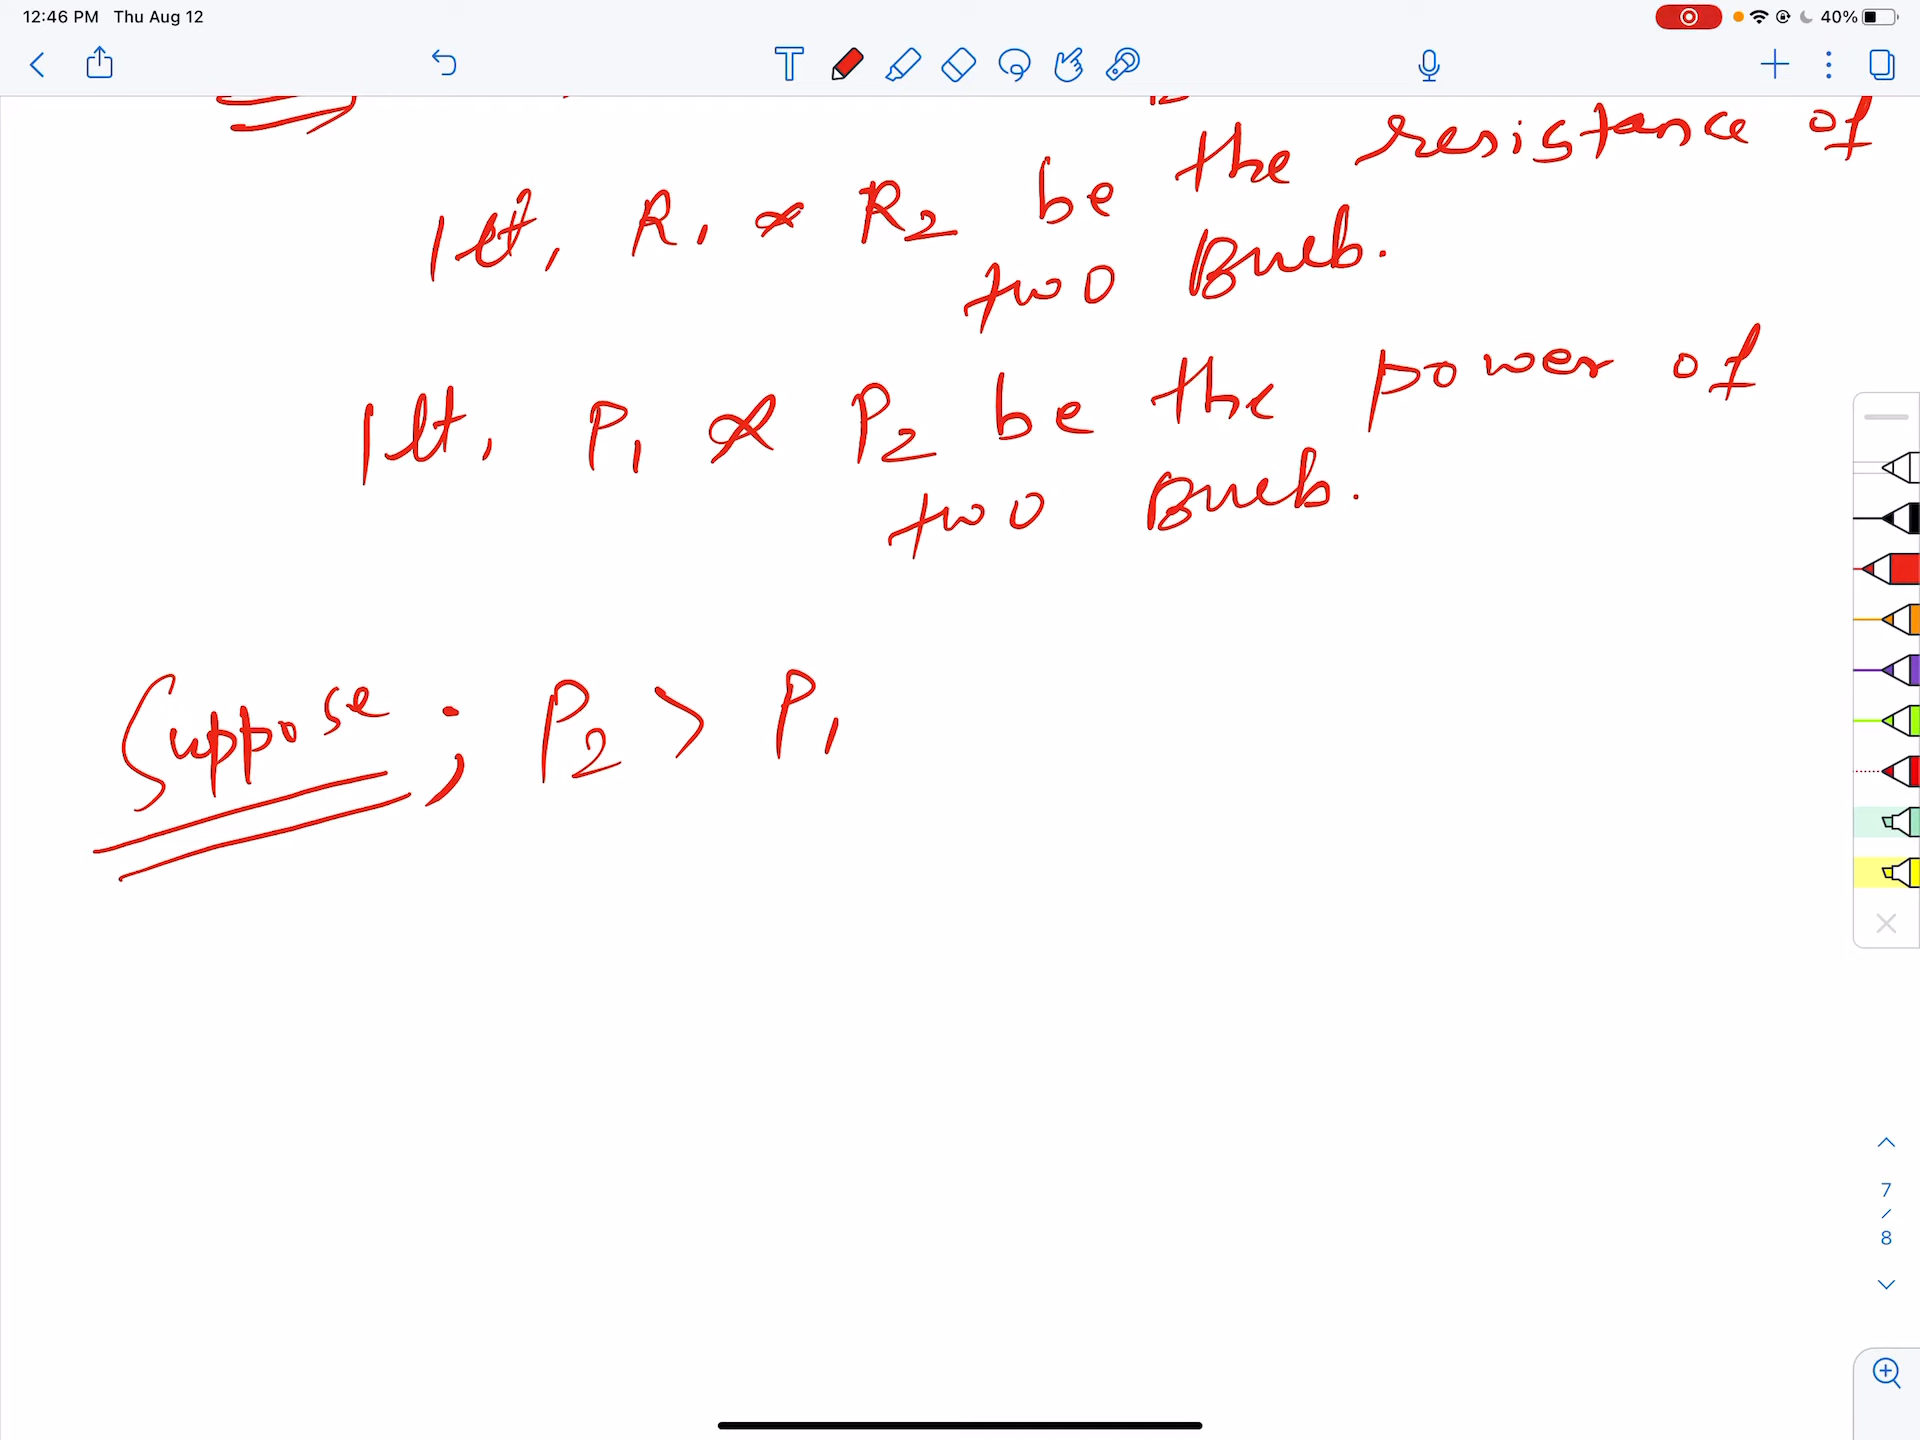 12:46 PM Thu Aug 12
40%
the resistance of
let, R1 & R2 be
two Bulb.
let, P1 & P2 be the power of
two Bulb.
Suppose ; P2 > P1
7
/
8